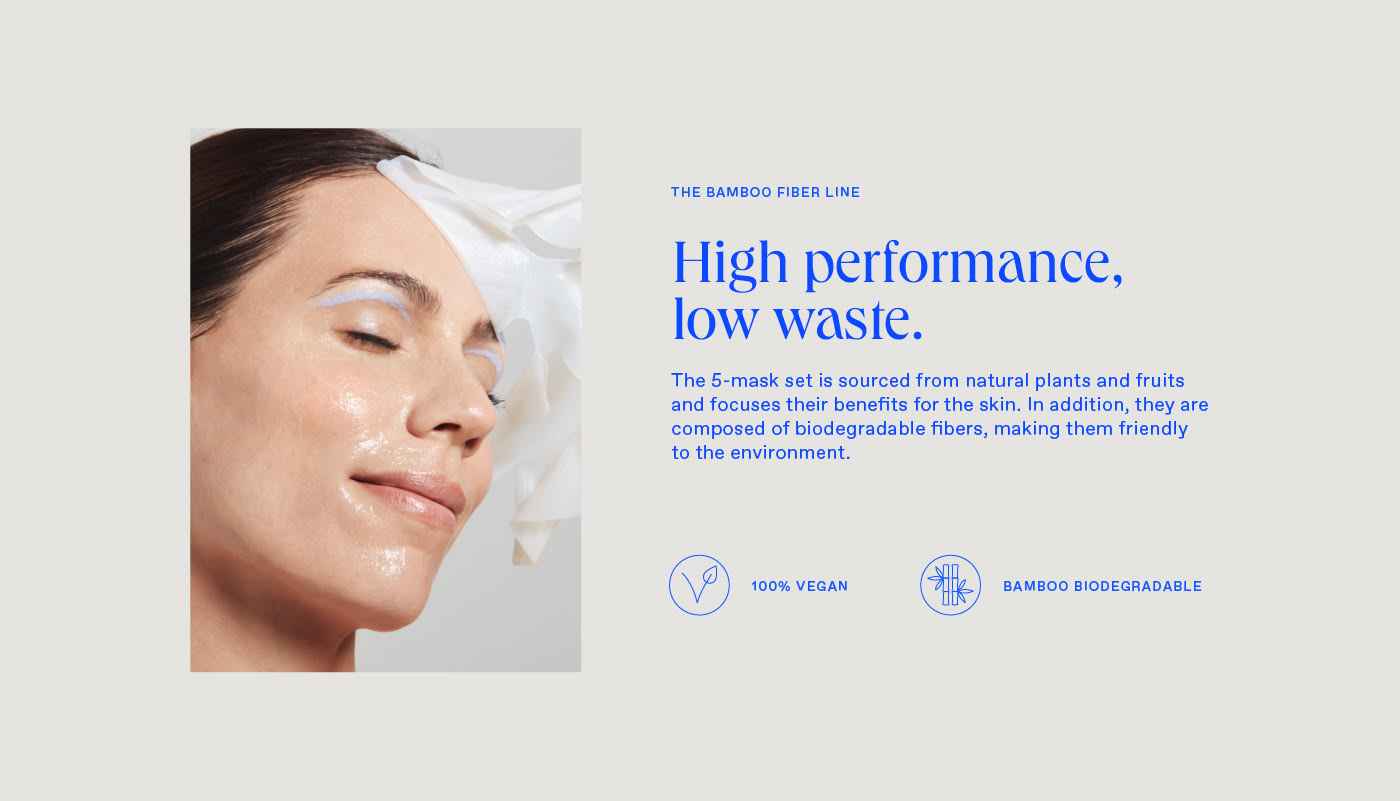 THE BAMBOO FIBER LINE
High performance,
low waste.
The 5-mask set is sourced from natural plants and fruits
and focuses their benefits for the skin. In addition, they are
composed of biodegradable fibers, making them friendly
to the environment.
100% VEGAN
BAMBOO BIODEGRADABLE